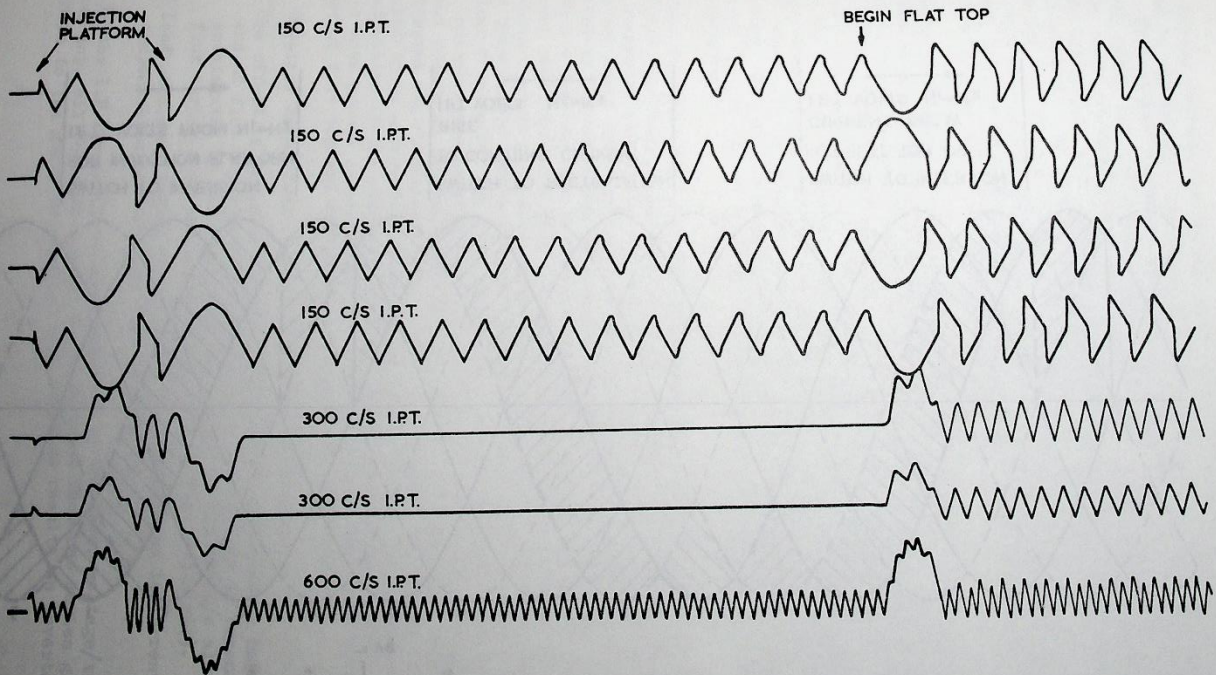 INJECTION
PLATFORM
150 C/S I.P.T.
BEGIN FLAT TOP
150 C/S I.P.T.
150 C/S I.P.T.
150 C/S I.P.T.
300 C/S I.P.T.
300 C/S I.P.T.
600 C/S I.P.T.